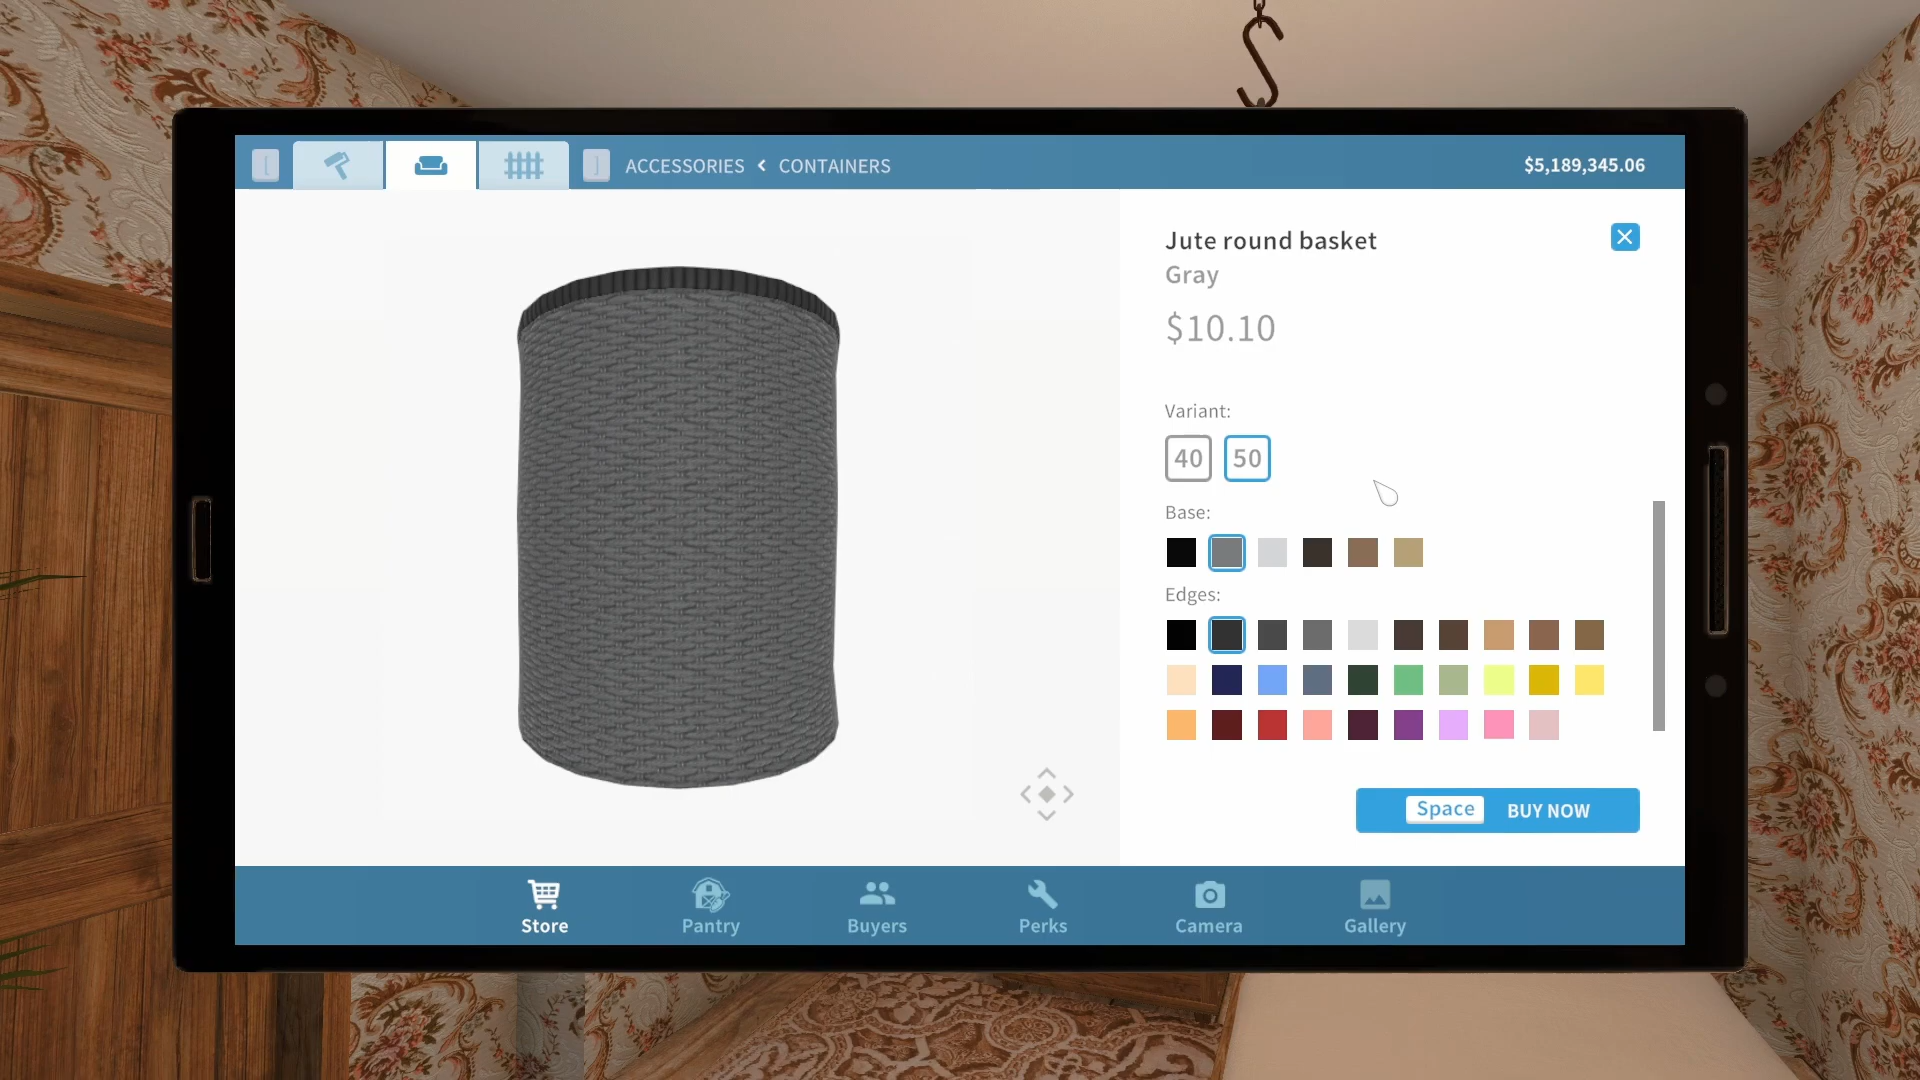 [
]
ACCESSORIES < CONTAINERS
$5,189,345.06
Jute round basket
Gray
$10.10
Variant:
40 50
Base:
Edges:
Space BUY NOW
Store Pantry Buyers Perks Camera Gallery